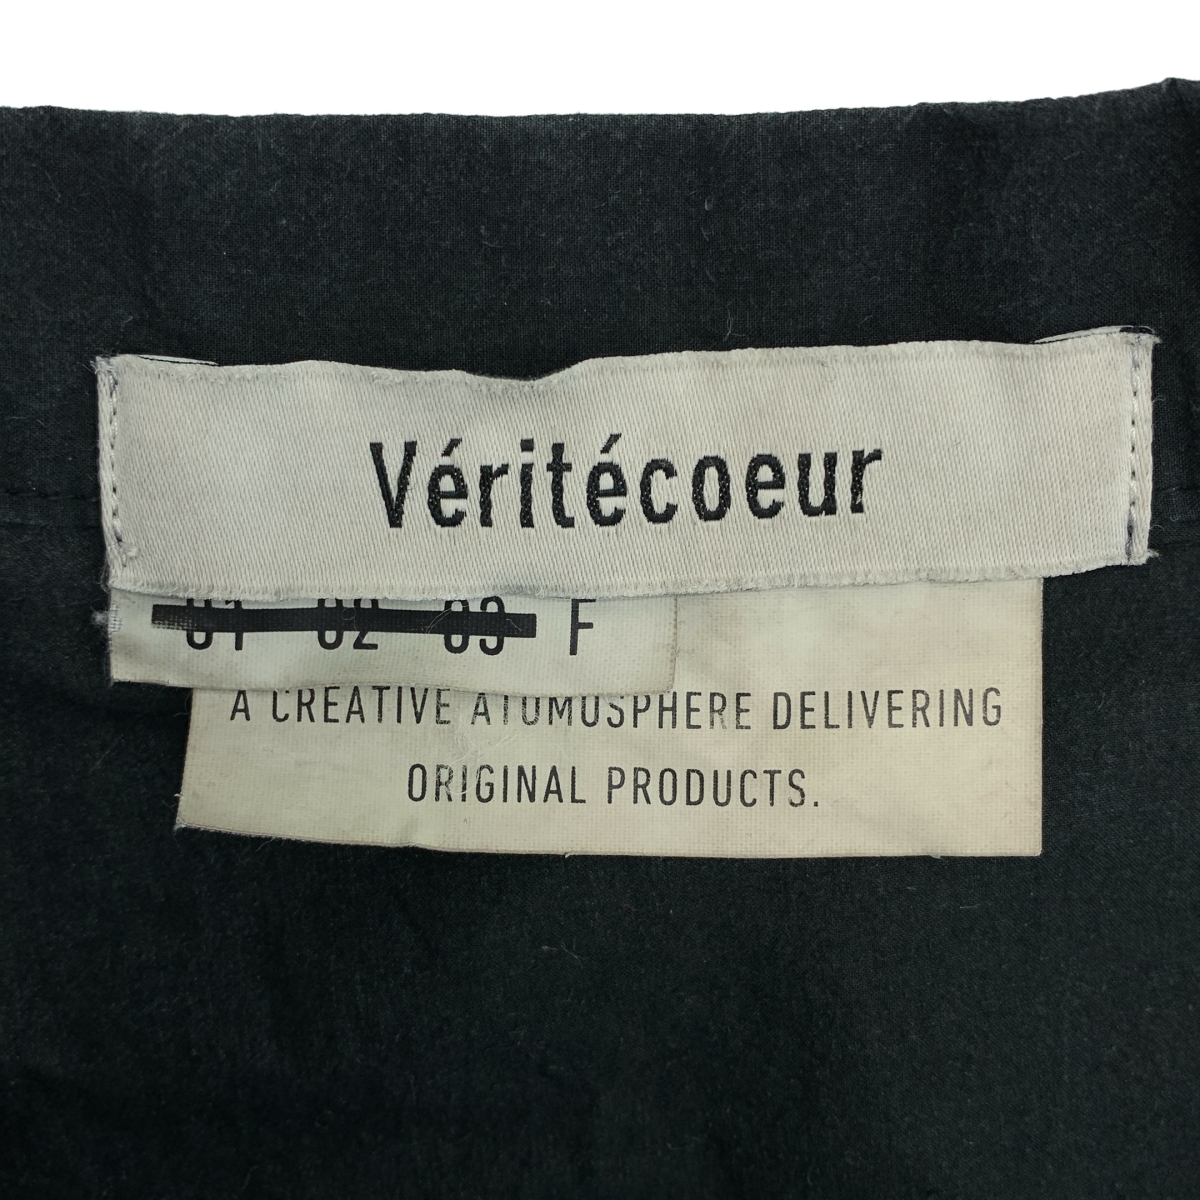 Véritécoeur
01 02 03 F
A CREATIVE ATOMOSPHERE DELIVERING
ORIGINAL PRODUCTS.